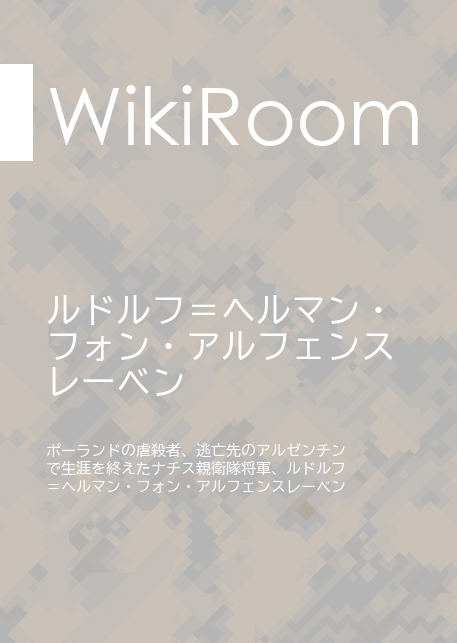 WikiRoom
ルドルフ＝ヘルマン・
フォン・アルフェンス
レーベン
ポーランドの虐殺者、逃亡先のアルゼンチン
で生涯を終えたナチス親衛隊将軍、ルドルフ
＝ヘルマン・フォン・アルフェンスレーベン